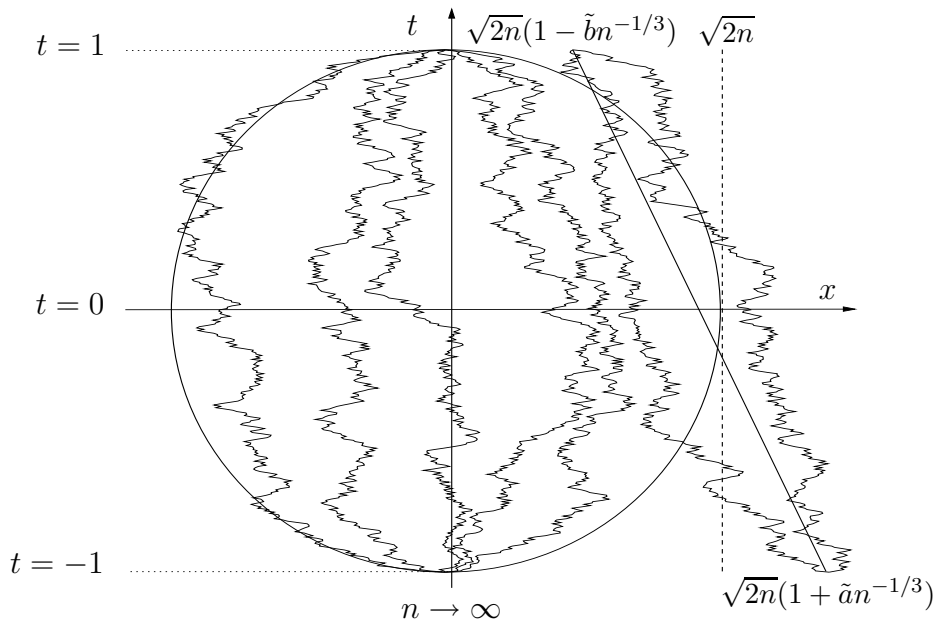 t √2n(1 − b̃n^{−1/3}) √2n
t = 1
t = 0 x
t = −1
√2n(1 + ãn^{−1/3})
n → ∞